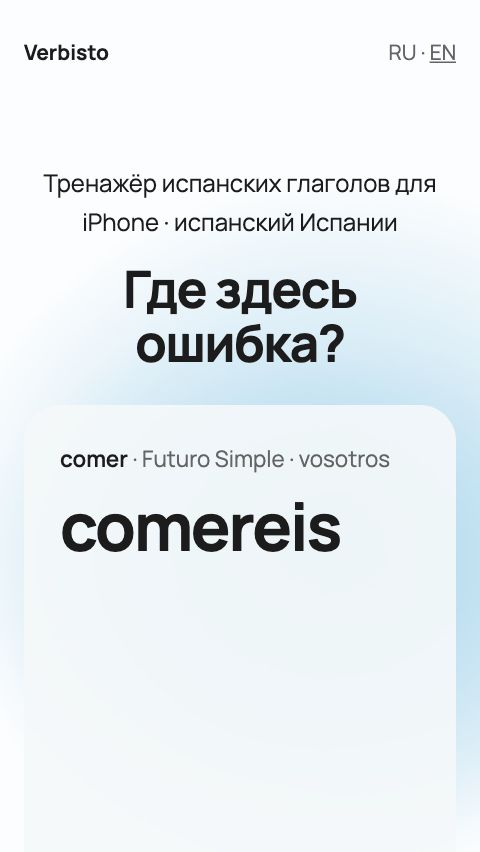 Verbisto
RU · EN
Тренажёр испанских глаголов для
iPhone · испанский Испании
Где здесь
ошибка?
comer · Futuro Simple · vosotros
comereis